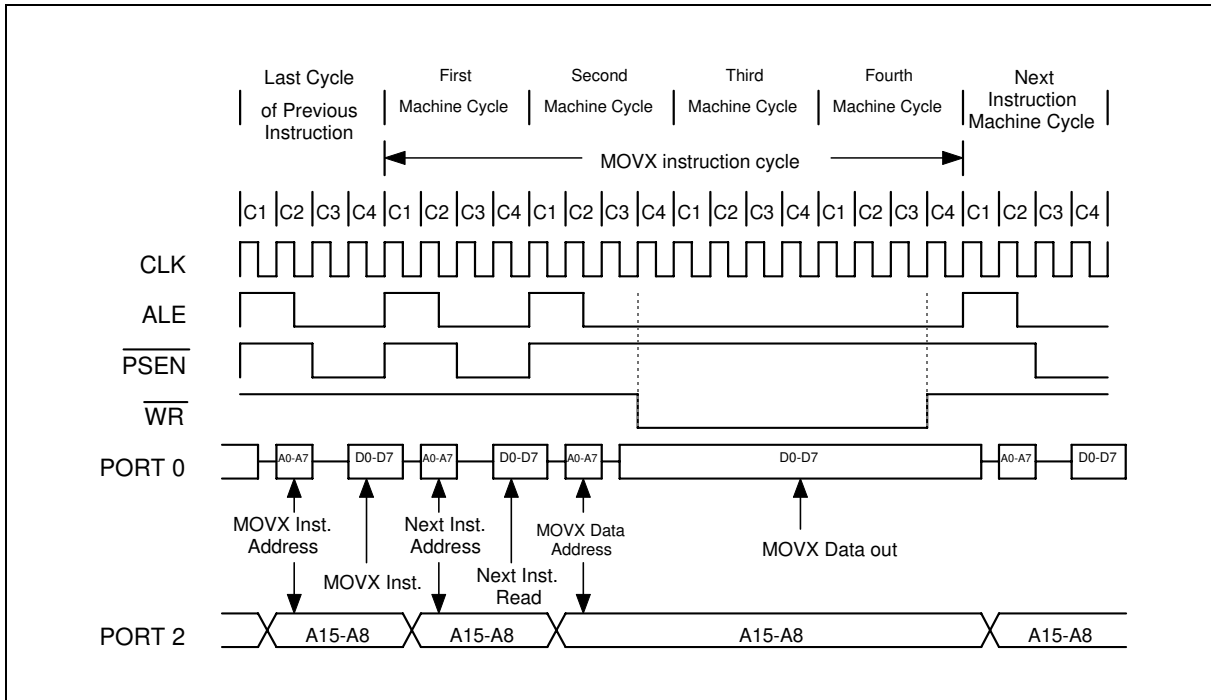 Last Cycle
of Previous
Instruction
First
Machine Cycle
Second
Machine Cycle
Third
Machine Cycle
Fourth
Machine Cycle
Next
Instruction
Machine Cycle
MOVX instruction cycle
C1 C2 C3 C4 C1 C2 C3 C4 C1 C2 C3 C4 C1 C2 C3 C4 C1 C2 C3 C4 C1 C2 C3 C4
CLK
ALE
PSEN
WR
PORT 0
A0-A7 D0-D7 A0-A7 D0-D7 A0-A7 D0-D7 A0-A7 D0-D7
MOVX Inst.
Address
MOVX Inst.
Next Inst.
Address
Next Inst.
Read
MOVX Data
Address
MOVX Data out
PORT 2
A15-A8 A15-A8 A15-A8 A15-A8